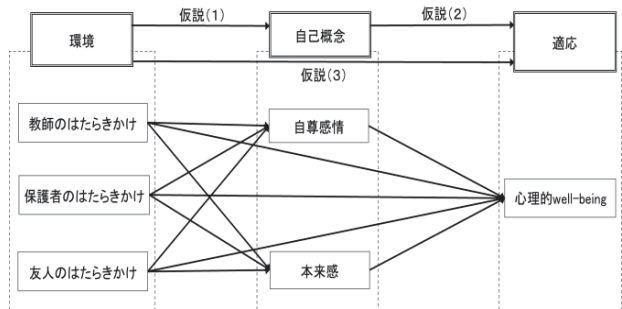 仮説(1)
仮説(2)
環境
自己概念
適応
仮説(3)
教師のはたらきかけ
自尊感情
保護者のはたらきかけ
心理的well-being
友人のはたらきかけ
本来感